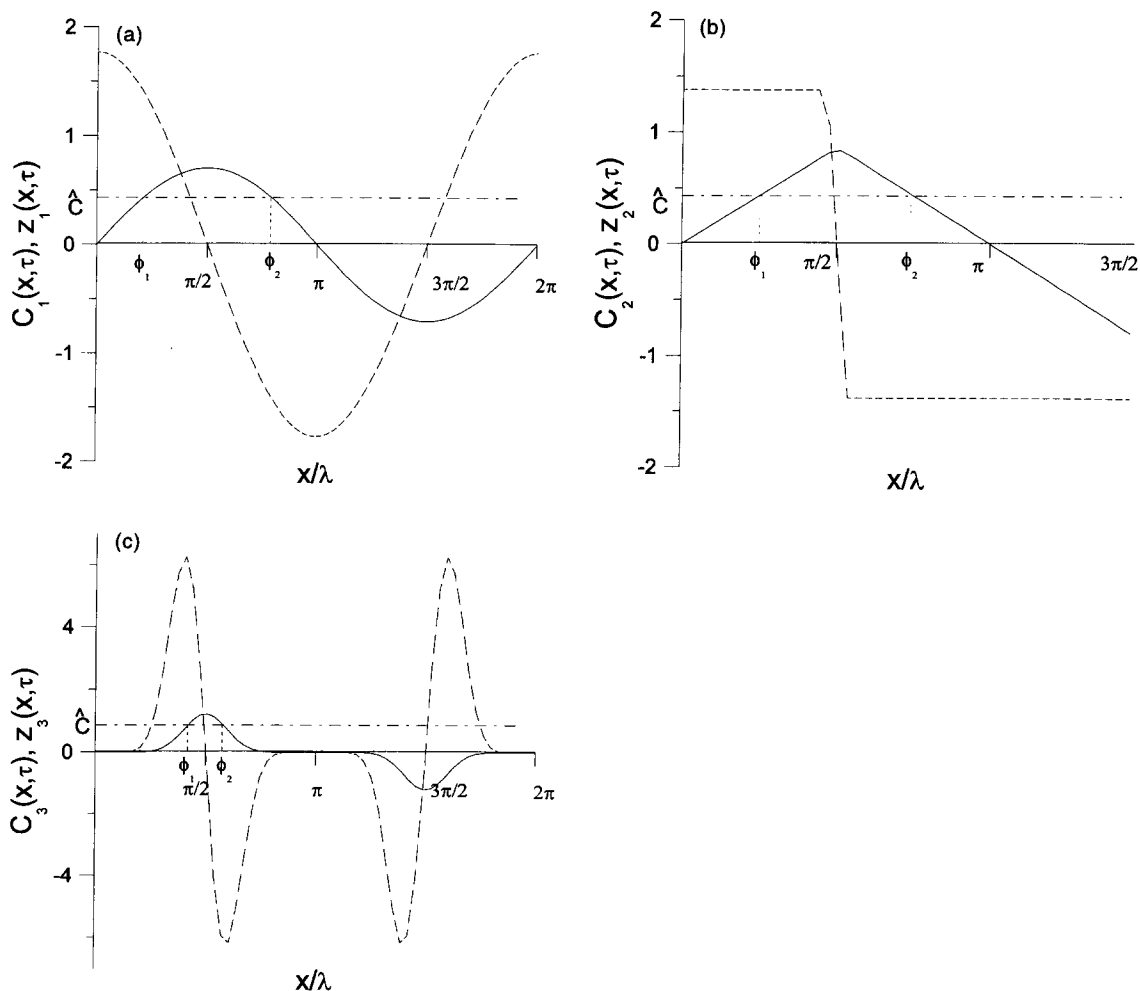 (a)
2
1
Ĉ
0
-1
-2
ϕ₁
π/2
ϕ₂
π
3π/2
2π
C₁(x,τ), z₁(x,τ)
x/λ
(b)
2
1
Ĉ
0
-1
-2
ϕ₁
π/2
ϕ₂
π
3π/2
C₂(x,τ), z₂(x,τ)
x/λ
(c)
4
Ĉ
0
-4
ϕ₁
π/2
ϕ₂
π
3π/2
2π
C₃(x,τ), z₃(x,τ)
x/λ